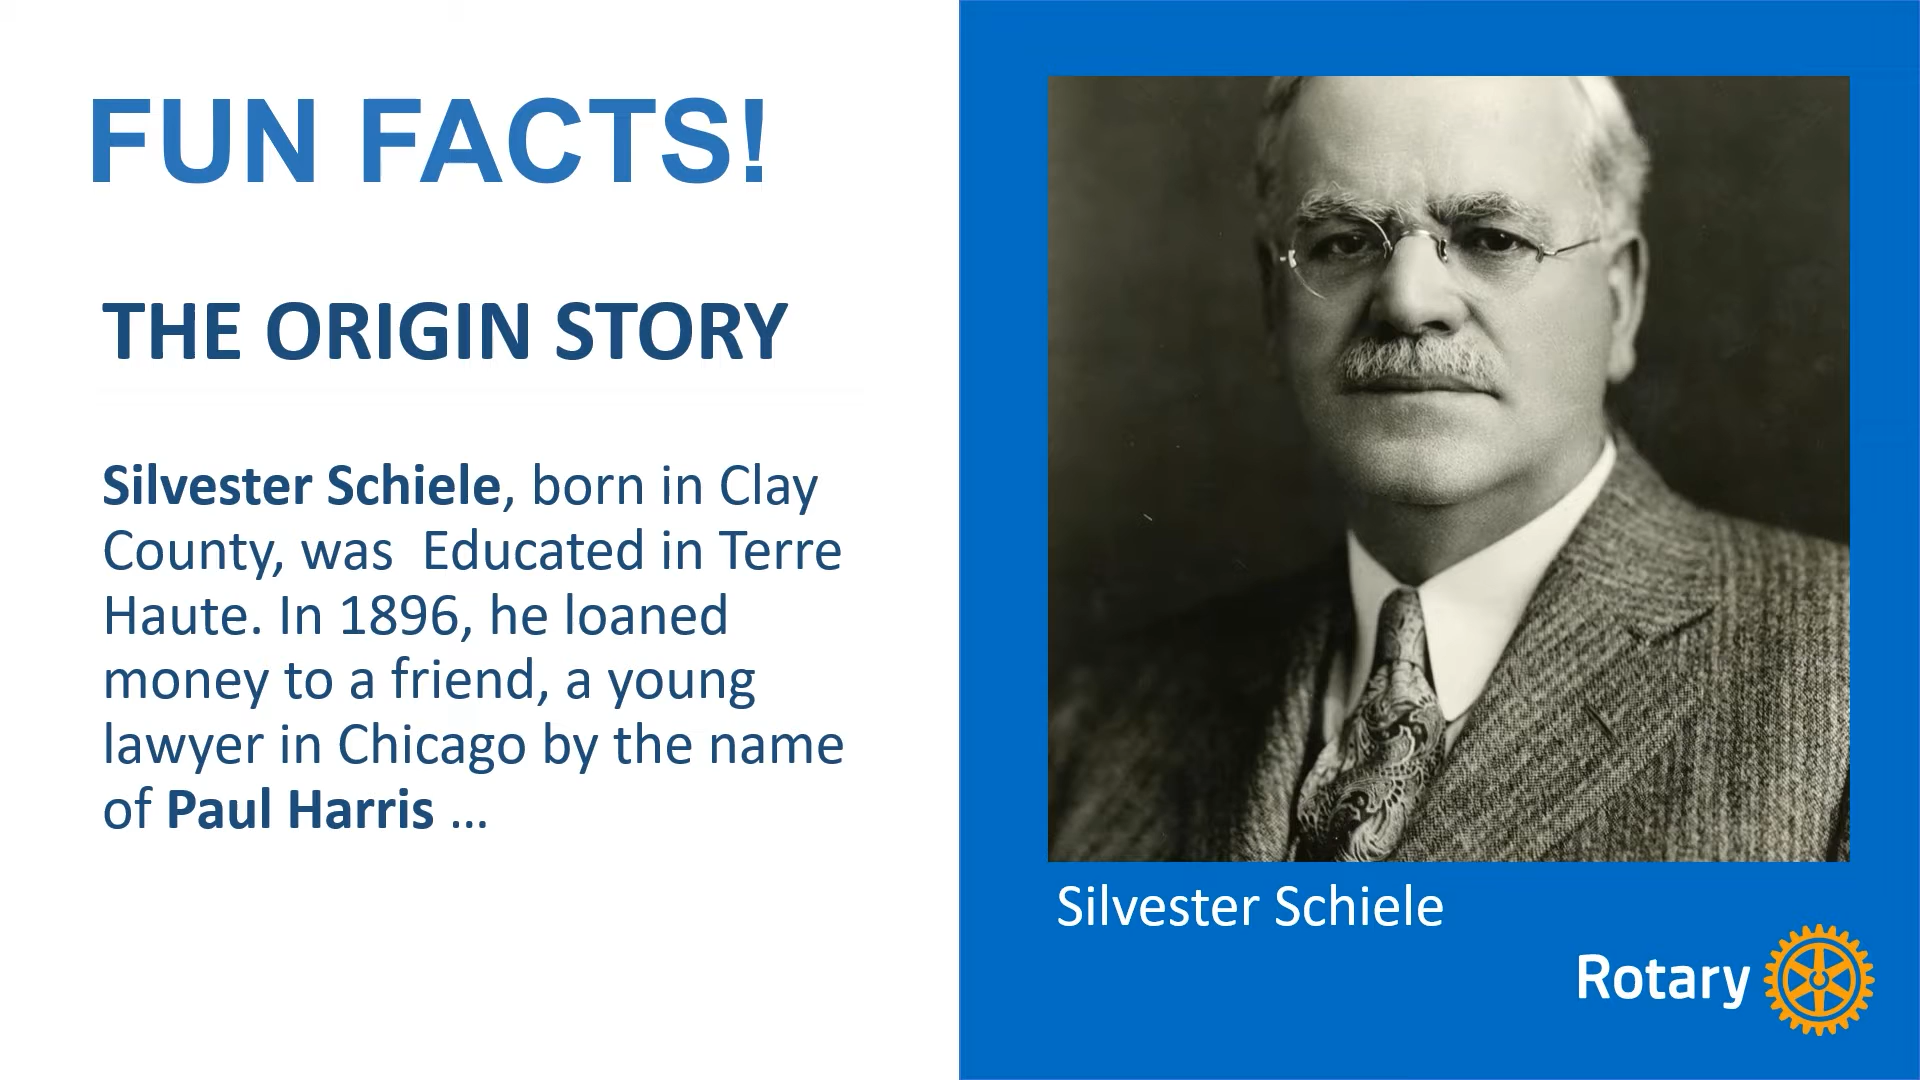 FUN FACTS!
THE ORIGIN STORY
Silvester Schiele, born in Clay
County, was  Educated in Terre
Haute. In 1896, he loaned
money to a friend, a young
lawyer in Chicago by the name
of Paul Harris ...
Silvester Schiele
Rotary